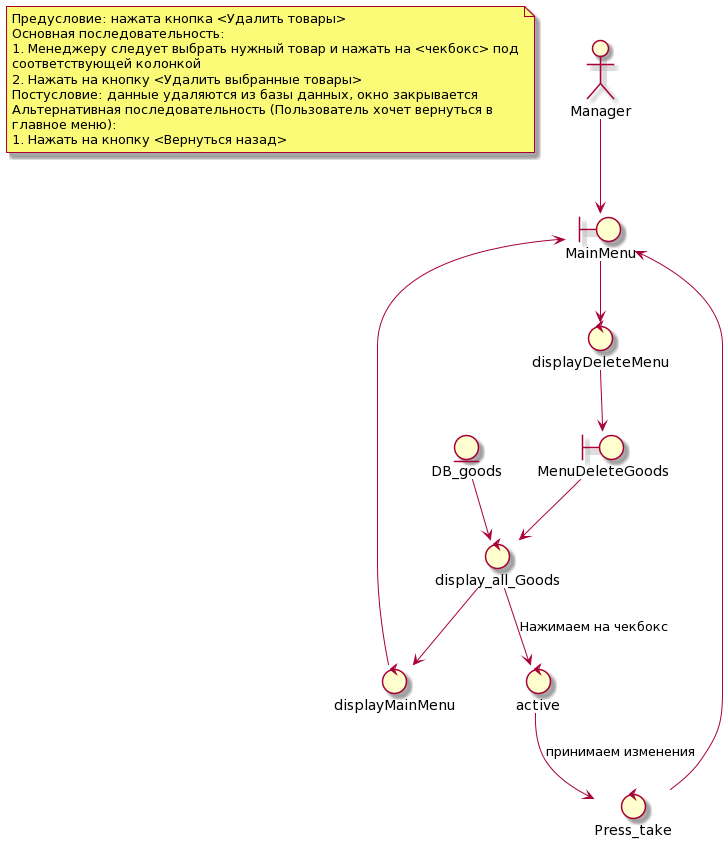 Предусловие: нажата кнопка <Удалить товары>
Основная последовательность:
1. Менеджеру следует выбрать нужный товар и нажать на <чекбокс> под
соответствующей колонкой
2. Нажать на кнопку <Удалить выбранные товары>
Постусловие: данные удаляются из базы данных, окно закрывается
Альтернативная последовательность (Пользователь хочет вернуться в
главное меню):
1. Нажать на кнопку <Вернуться назад>
Manager
MainMenu
displayDeleteMenu
DB_goods
MenuDeleteGoods
display_all_Goods
Нажимаем на чекбокс
displayMainMenu
active
принимаем изменения
Press_take